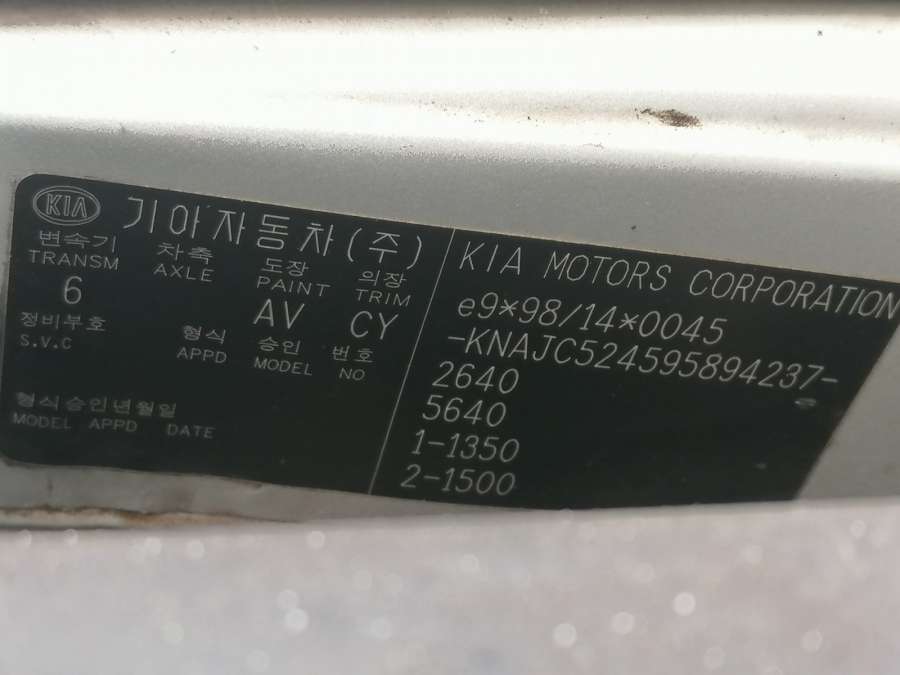 KIA 기아자동차(주)
변속기 차축 도장 의장
TRANSM AXLE PAINT TRIM
6 AV CY
정비부호 형식 승인 번호
S.V.C APPD MODEL NO
형식승인년월일
MODEL APPD DATE
KIA MOTORS CORPORATION
e9*98/14*0045
-KNAJC524595894237-
2640
5640
1-1350
2-1500